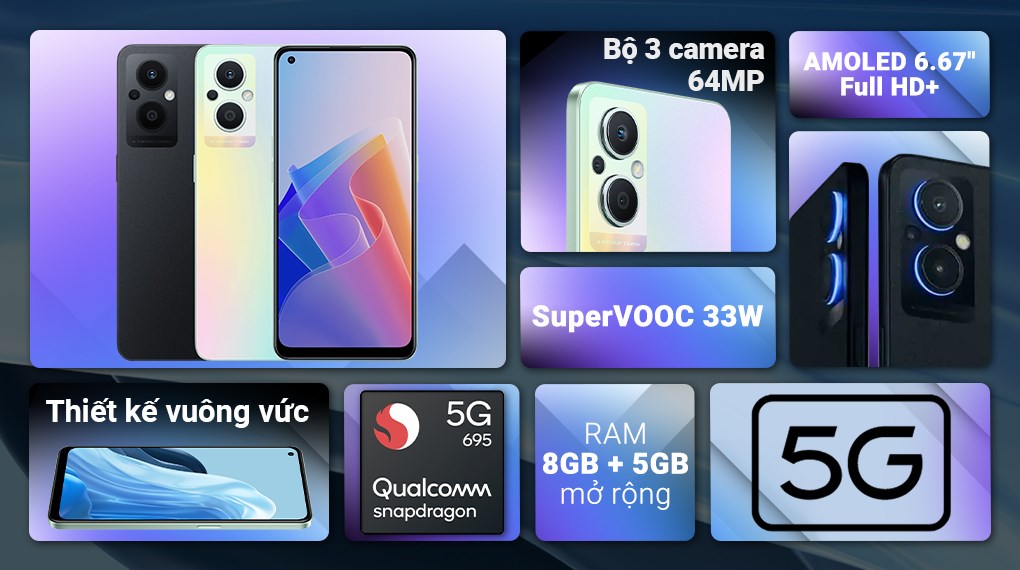 Bộ 3 camera
64MP
AMOLED 6.67"
Full HD+
SuperVOOC 33W
Thiết kế vuông vức
5G
695
Qualcomm
snapdragon
RAM
8GB + 5GB
mở rộng
5G